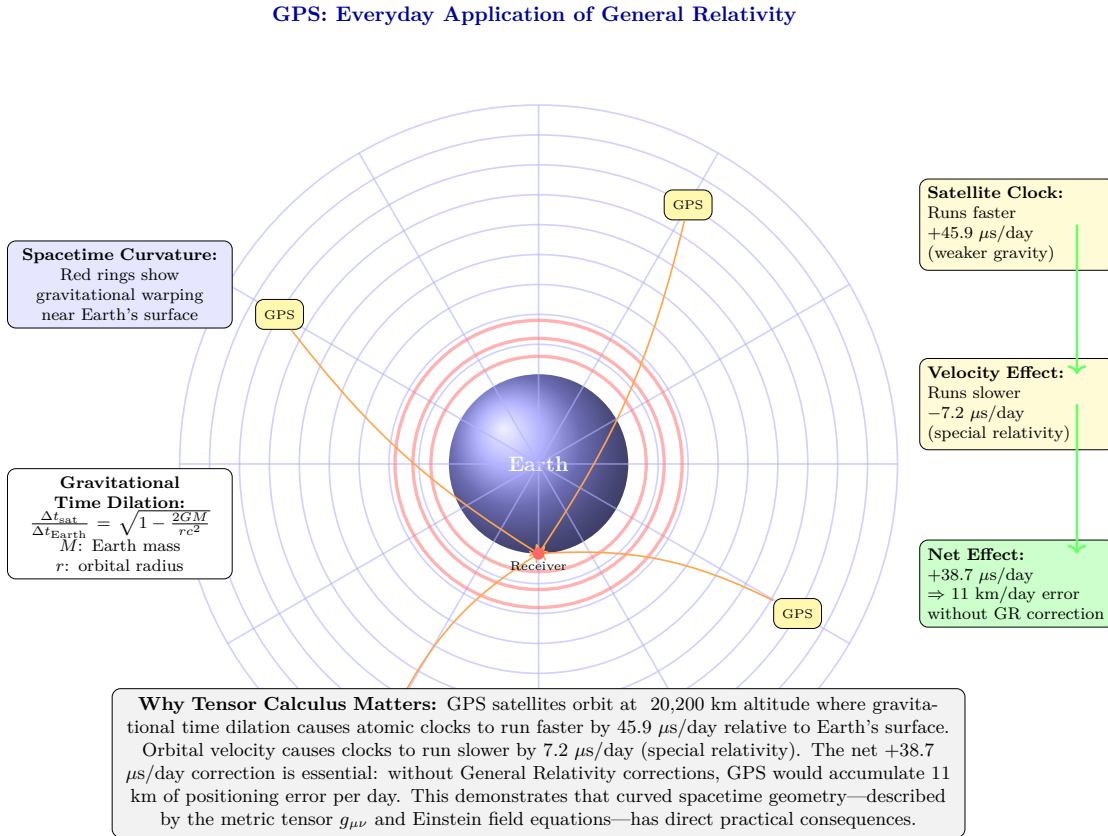 GPS: Everyday Application of General Relativity
GPS
Satellite Clock:
Runs faster
+45.9 μs/day
(weaker gravity)
Spacetime Curvature:
Red rings show
gravitational warping
near Earth's surface
GPS
Velocity Effect:
Runs slower
−7.2 μs/day
(special relativity)
Earth
Gravitational
Time Dilation:
Δt_sat/Δt_Earth = √(1 − 2GM/rc²)
M: Earth mass
r: orbital radius
Receiver
Net Effect:
+38.7 μs/day
⇒ 11 km/day error
without GR correction
GPS
Why Tensor Calculus Matters: GPS satellites orbit at 20,200 km altitude where gravita-
tional time dilation causes atomic clocks to run faster by 45.9 μs/day relative to Earth's surface.
Orbital velocity causes clocks to run slower by 7.2 μs/day (special relativity). The net +38.7
μs/day correction is essential: without General Relativity corrections, GPS would accumulate 11
km of positioning error per day. This demonstrates that curved spacetime geometry—described
by the metric tensor g_μν and Einstein field equations—has direct practical consequences.